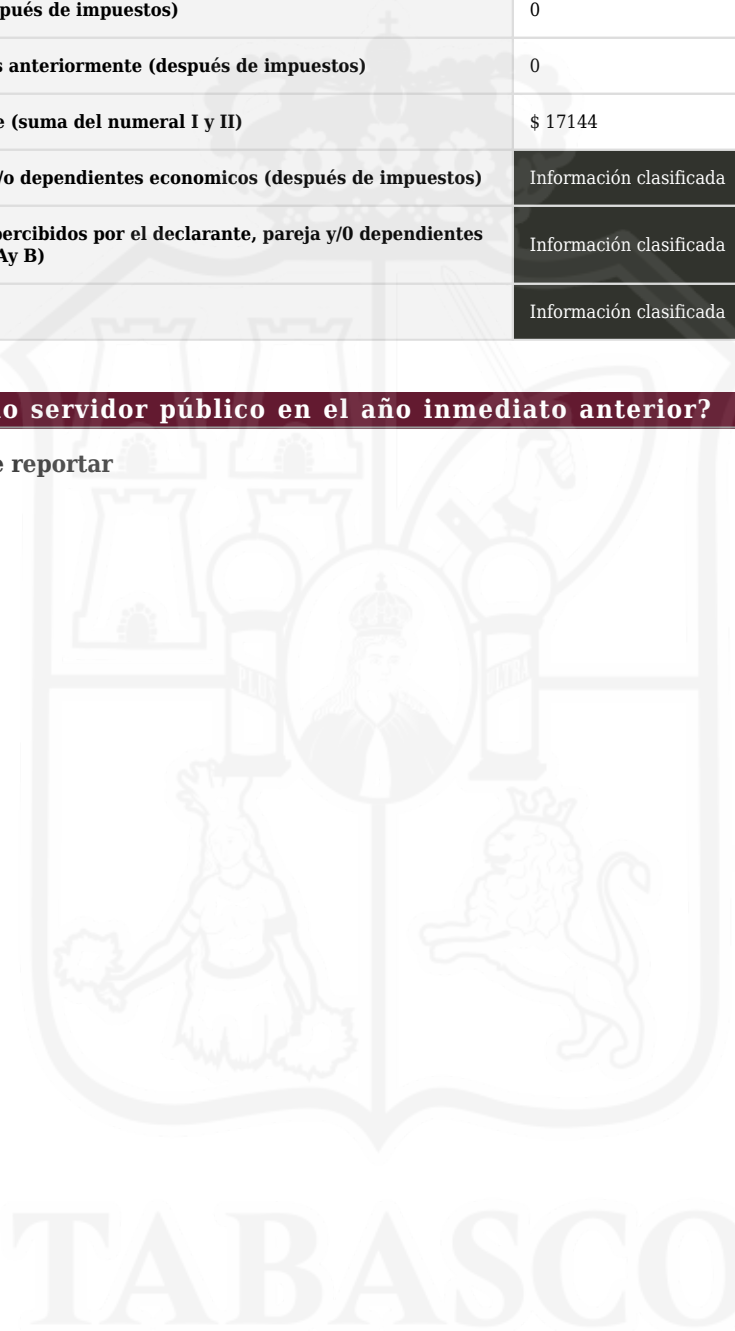 pués de impuestos)
0
s anteriormente (después de impuestos)
0
e (suma del numeral I y II)
$ 17144
/o dependientes economicos (después de impuestos)
Información clasificada
percibidos por el declarante, pareja y/0 dependientes
Ay B)
Información clasificada
Información clasificada
o servidor público en el año inmediato anterior?
e reportar
PLUS
ULTRA
TABASCO